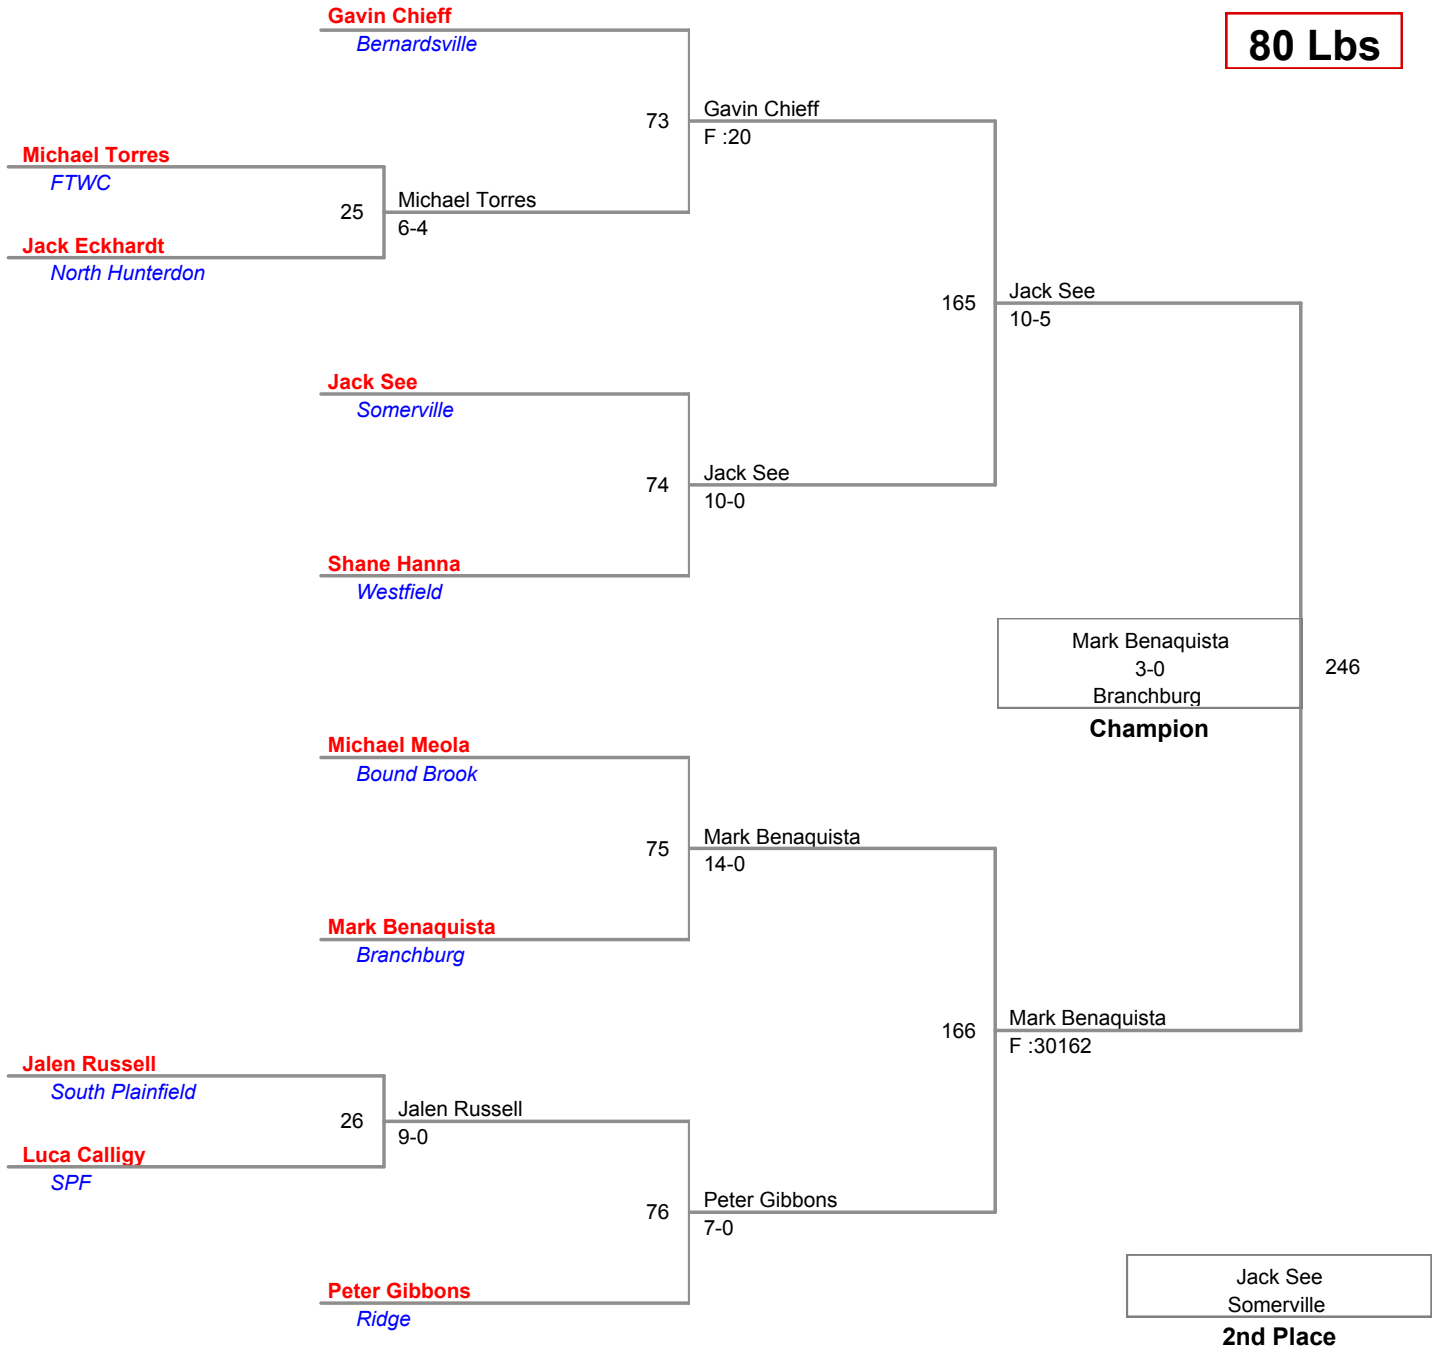 Gavin Chieff
Bernardsville
80 Lbs
73
Gavin Chieff
F :20
Michael Torres
FTWC
25
Michael Torres
6-4
Jack Eckhardt
North Hunterdon
165
Jack See
10-5
Jack See
Somerville
74
Jack See
10-0
Shane Hanna
Westfield
Mark Benaquista
3-0
Branchburg
246
Champion
Michael Meola
Bound Brook
75
Mark Benaquista
14-0
Mark Benaquista
Branchburg
166
Mark Benaquista
F :30162
Jalen Russell
South Plainfield
26
Jalen Russell
9-0
Luca Calligy
SPF
76
Peter Gibbons
7-0
Peter Gibbons
Ridge
Jack See
Somerville
2nd Place